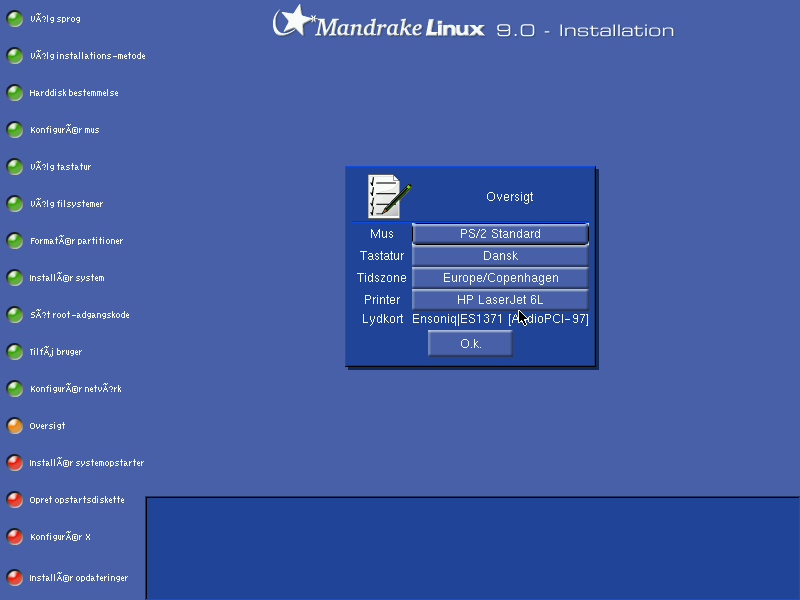 MandrakeLinux 9.0 - Installation
VÃ?lg sprog
VÃ?lg installations-metode
Harddisk bestemmelse
KonfigurÃ©r mus
VÃ?lg tastatur
VÃ?lg filsystemer
FormatÃ©r partitioner
InstallÃ©r system
SÃ?t root-adgangskode
TilfÃ¸j bruger
KonfigurÃ©r netvÃ?rk
Oversigt
InstallÃ©r systemopstarter
Opret opstartsdiskette
KonfigurÃ©r X
InstallÃ©r opdateringer
Oversigt
Mus PS/2 Standard
Tastatur Dansk
Tidszone Europe/Copenhagen
Printer HP LaserJet 6L
Lydkort Ensoniq|ES1371 [AudioPCI-97]
O.k.